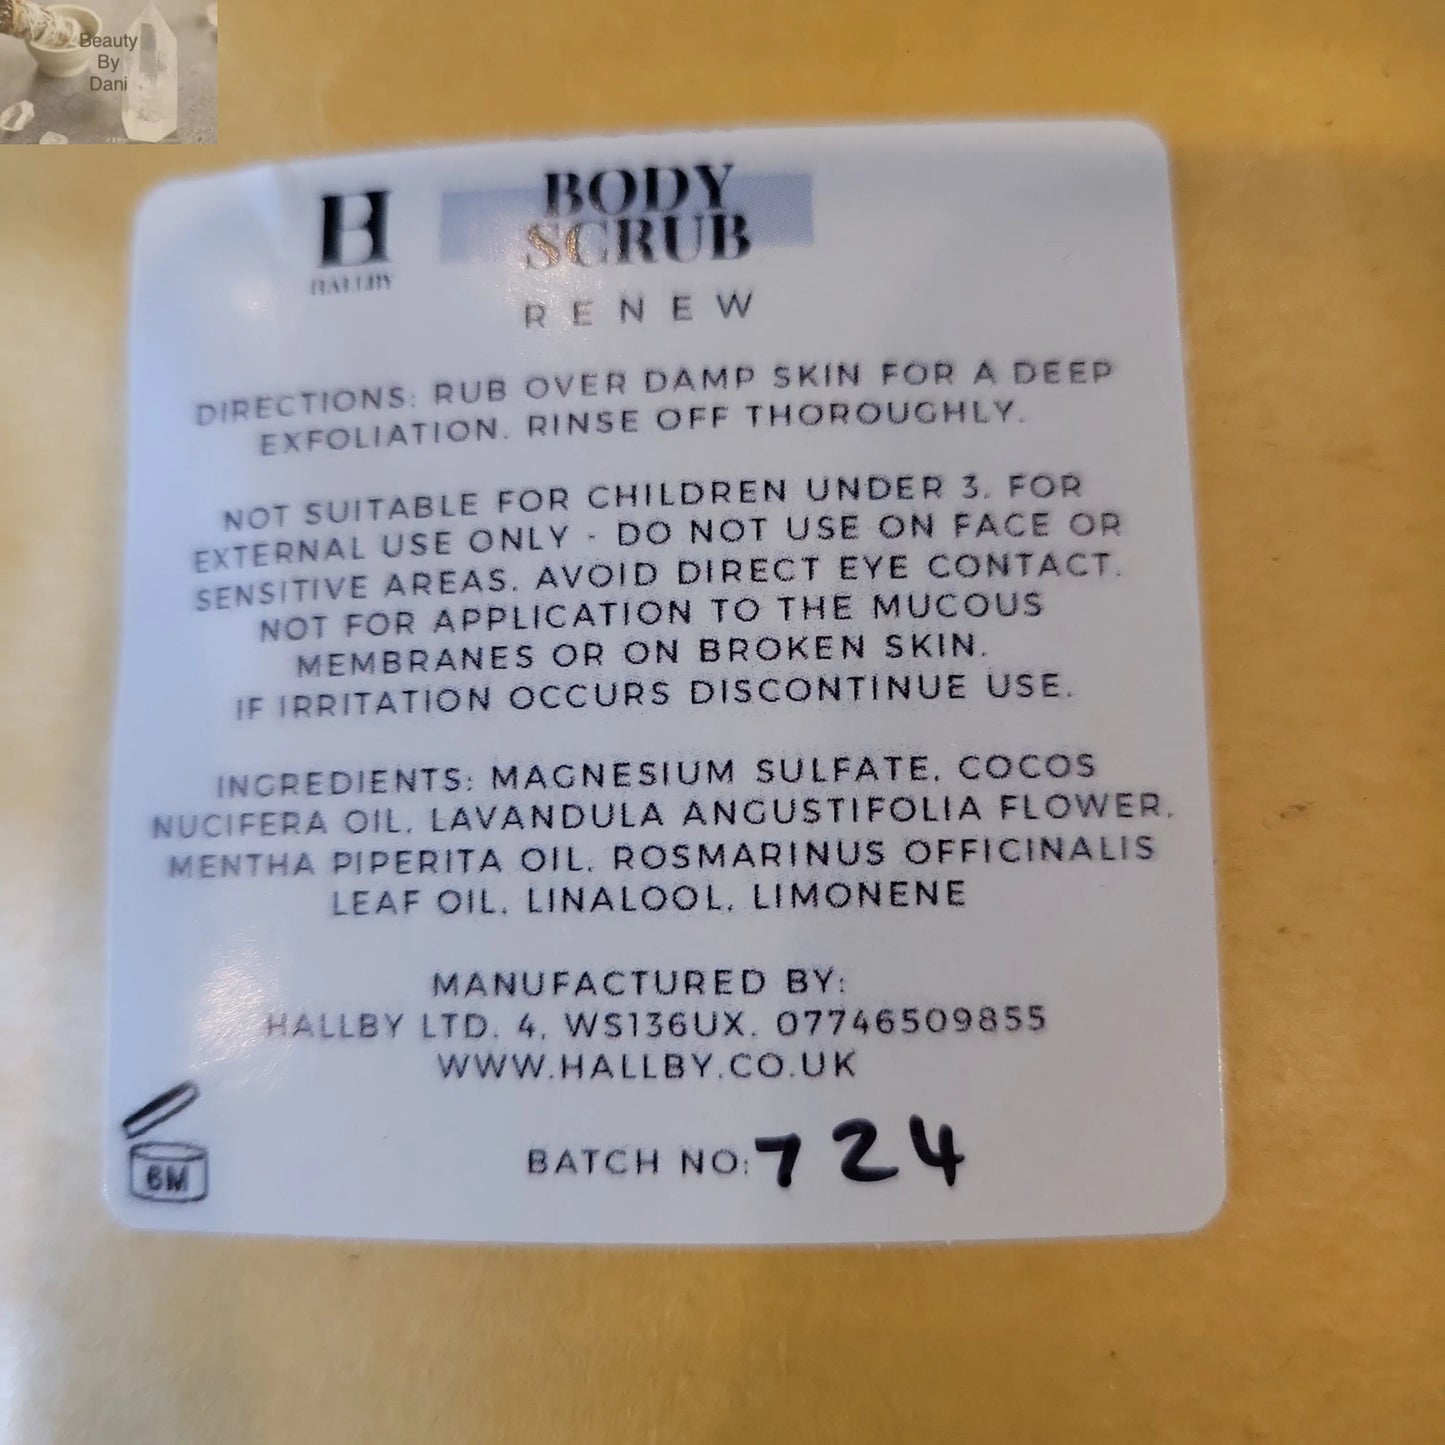 Beauty
By
Dani
H
HALLBY
BODY
SCRUB
RENEW
DIRECTIONS: RUB OVER DAMP SKIN FOR A DEEP
EXFOLIATION. RINSE OFF THOROUGHLY.
NOT SUITABLE FOR CHILDREN UNDER 3. FOR
EXTERNAL USE ONLY - DO NOT USE ON FACE OR
SENSITIVE AREAS. AVOID DIRECT EYE CONTACT.
NOT FOR APPLICATION TO THE MUCOUS
MEMBRANES OR ON BROKEN SKIN.
IF IRRITATION OCCURS DISCONTINUE USE.
INGREDIENTS: MAGNESIUM SULFATE, COCOS
NUCIFERA OIL, LAVANDULA ANGUSTIFOLIA FLOWER,
MENTHA PIPERITA OIL, ROSMARINUS OFFICINALIS
LEAF OIL, LINALOOL, LIMONENE
MANUFACTURED BY:
HALLBY LTD. 4, WS136UX. 07746509855
WWW.HALLBY.CO.UK
BATCH NO: 724
6M